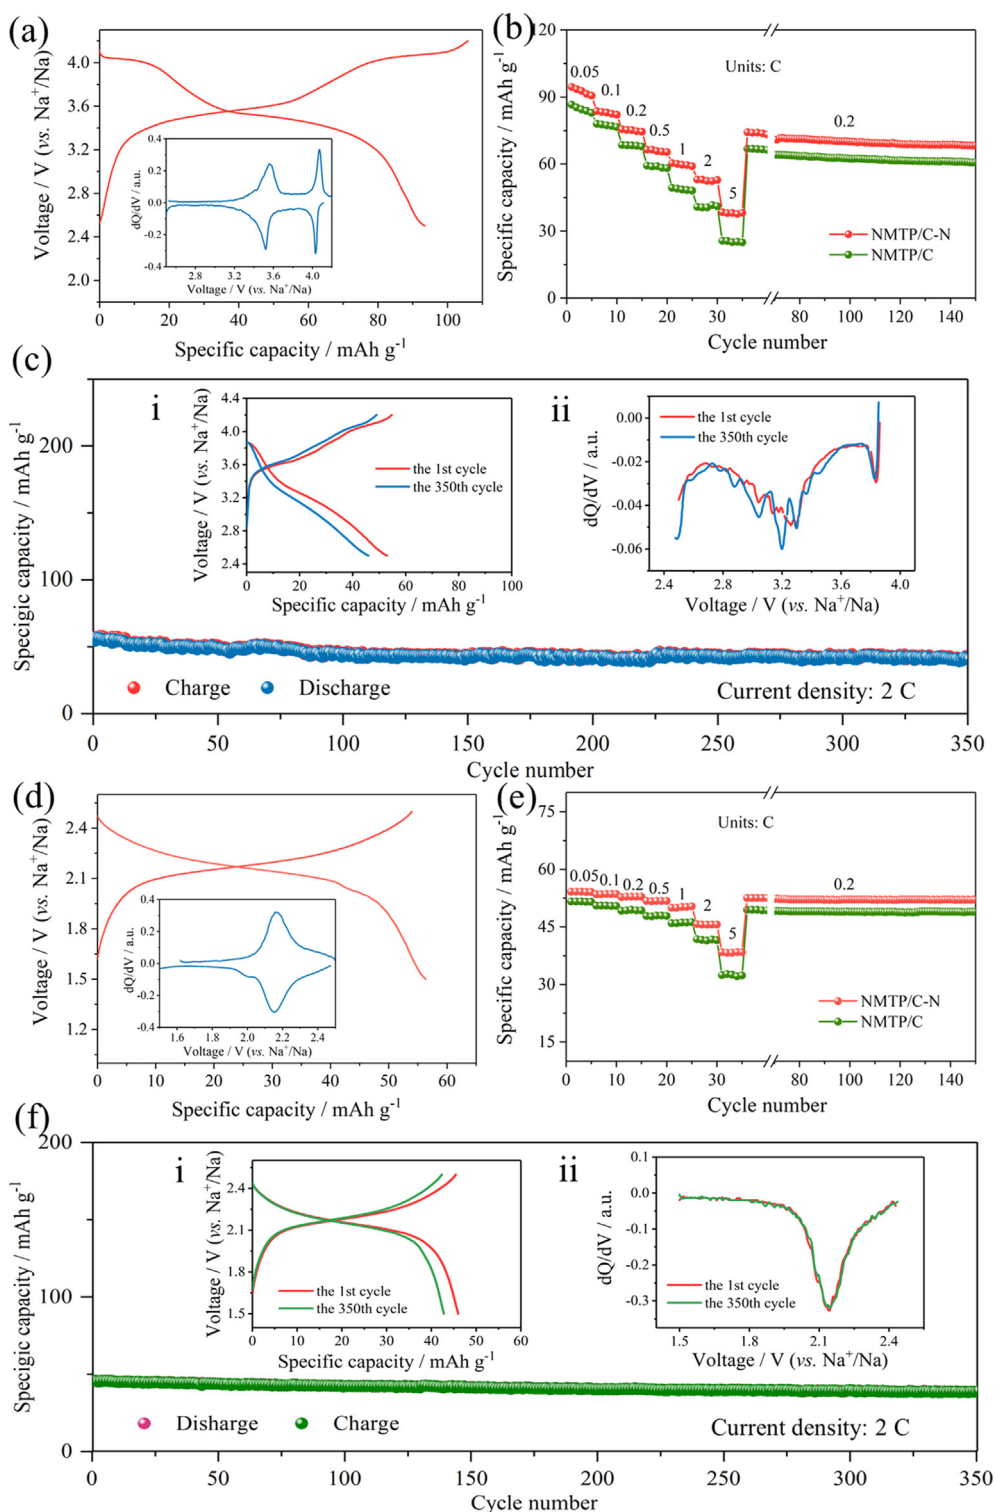 (a)
Voltage / V (vs. Na⁺/Na)
4.2
3.6
3.0
2.4
1.8
0 20 40 60 80 100
Specific capacity / mAh g⁻¹
dQ/dV / a.u.
0.4
0.2
0.0
-0.2
-0.4
2.8 3.2 3.6 4.0
Voltage / V (vs. Na⁺/Na)
(b)
Specific capacity / mAh g⁻¹
120
90
60
30
0
Units: C
0.05
0.1
0.2
0.5
1
2
5
0.2
NMTP/C-N
NMTP/C
0 10 20 30 80 100 120 140
Cycle number
(c)
Specigic capacity / mAh g⁻¹
200
100
0
i
Voltage / V (vs. Na⁺/Na)
4.8
4.2
3.6
3.0
2.4
the 1st cycle
the 350th cycle
0 20 40 60 80 100
Specific capacity / mAh g⁻¹
ii
dQ/dV / a.u.
0.00
-0.02
-0.04
-0.06
the 1st cycle
the 350th cycle
2.4 2.8 3.2 3.6 4.0
Voltage / V (vs. Na⁺/Na)
Charge
Discharge
Current density: 2 C
0 50 100 150 200 250 300 350
Cycle number
(d)
Voltage / V (vs. Na⁺/Na)
2.4
2.1
1.8
1.5
1.2
0 10 20 30 40 50 60
Specific capacity / mAh g⁻¹
dQ/dV / a.u.
0.4
0.2
0.0
-0.2
-0.4
1.6 2.0 2.4
Voltage / V (vs. Na⁺/Na)
(e)
Specific capacity / mAh g⁻¹
75
60
45
30
15
Units: C
0.05
0.1
0.2
0.5
1
2
5
0.2
NMTP/C-N
NMTP/C
0 10 20 30 80 100 120 140
Cycle number
(f)
Specigic capacity / mAh g⁻¹
200
100
0
i
Voltage / V (vs. Na⁺/Na)
2.4
2.1
1.8
1.5
the 1st cycle
the 350th cycle
0 10 20 30 40 50 60
Specific capacity / mAh g⁻¹
ii
dQ/dV / a.u.
0.1
0.0
-0.1
-0.2
-0.3
the 1st cycle
the 350th cycle
1.5 1.8 2.1 2.4
Voltage / V (vs. Na⁺/Na)
Disharge
Charge
Current density: 2 C
0 50 100 150 200 250 300 350
Cycle number